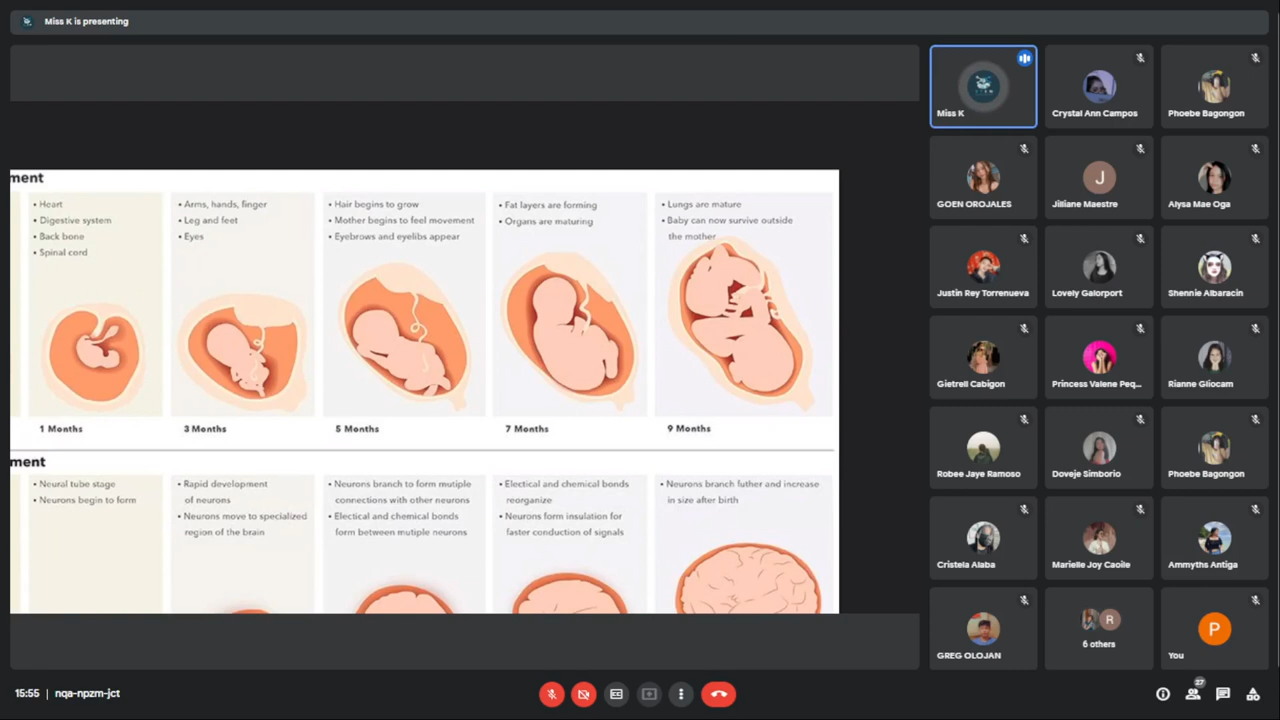 Miss K is presenting
ment
• Heart
• Digestive system
• Back bone
• Spinal cord
• Arms, hands, finger
• Leg and feet
• Eyes
• Hair begins to grow
• Mother begins to feel movement
• Eyebrows and eyelibs appear
• Fat layers are forming
• Organs are maturing
• Lungs are mature
• Baby can now survive outside
the mother
1 Months
3 Months
5 Months
7 Months
9 Months
ment
• Neural tube stage
• Neurons begin to form
• Rapid development
of neurons
• Neurons move to specialized
region of the brain
• Neurons branch to form mutiple
connections with other neurons
• Electical and chemical bonds
form between mutiple neurons
• Electical and chemical bonds
reorganize
• Neurons form insulation for
faster conduction of signals
• Neurons branch futher and increase
in size after birth
Miss K
Crystal Ann Campos
Phoebe Bagongon
GOEN OROJALES
J
Jilliane Maestre
Alysa Mae Oga
Justin Rey Torrenueva
Lovely Galorport
Shennie Albaracin
Gietrell Cabigon
Princess Valene Peq...
Rianne Gliocam
Robee Jaye Ramoso
Doveje Simborio
Phoebe Bagongon
Cristela Alaba
Marielle Joy Caoile
Ammyths Antiga
GREG OLOJAN
R
6 others
P
You
15:55 | nqa-npzm-jct
27